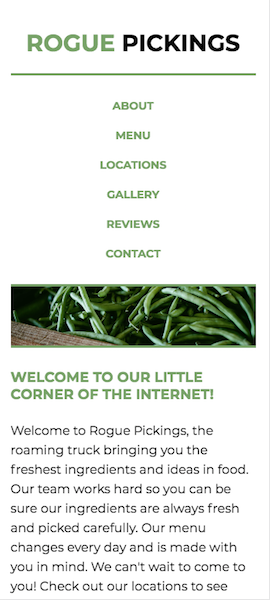 ROGUE PICKINGS
ABOUT
MENU
LOCATIONS
GALLERY
REVIEWS
CONTACT
WELCOME TO OUR LITTLE
CORNER OF THE INTERNET!
Welcome to Rogue Pickings, the
roaming truck bringing you the
freshest ingredients and ideas in food.
Our team works hard so you can be
sure our ingredients are always fresh
and picked carefully. Our menu
changes every day and is made with
you in mind. We can't wait to come to
you! Check out our locations to see